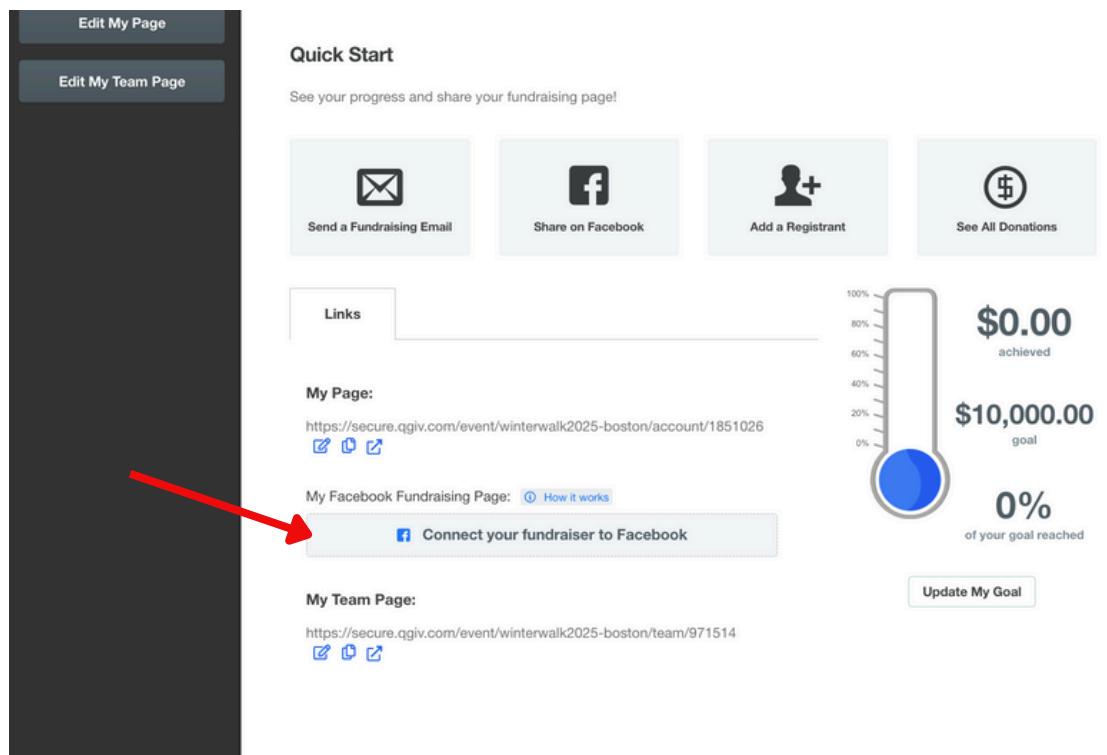 Edit My Page
Edit My Team Page
Quick Start
See your progress and share your fundraising page!
Send a Fundraising Email
Share on Facebook
Add a Registrant
See All Donations
Links
My Page:
https://secure.qgiv.com/event/winterwalk2025-boston/account/1851026
My Facebook Fundraising Page: How it works
Connect your fundraiser to Facebook
My Team Page:
https://secure.qgiv.com/event/winterwalk2025-boston/team/971514
100%
80%
60%
40%
20%
0%
$0.00
achieved
$10,000.00
goal
0%
of your goal reached
Update My Goal